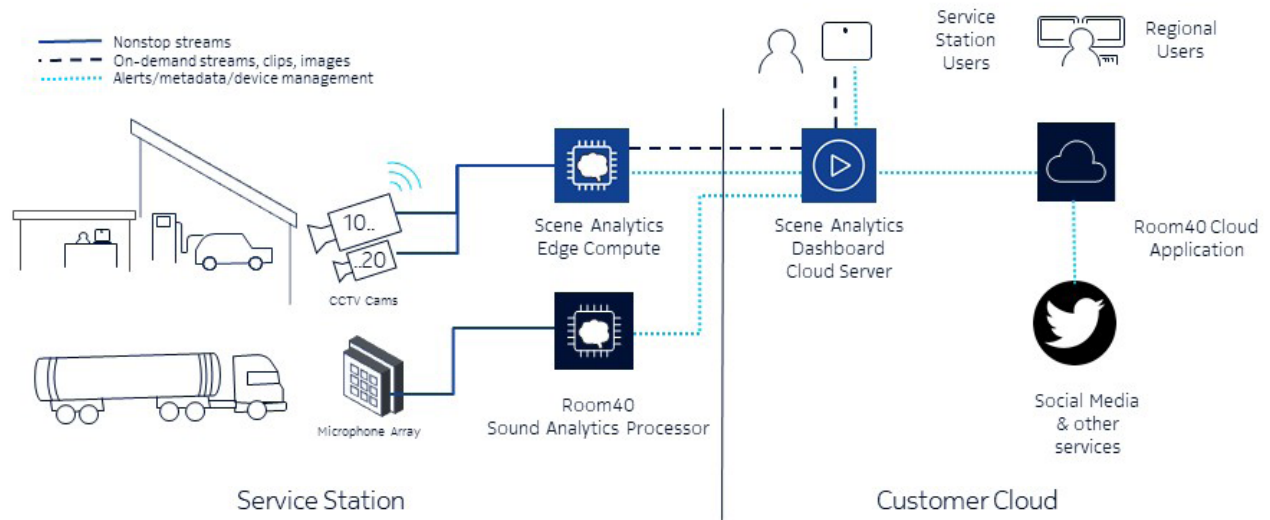 Nonstop streams
On-demand streams, clips, images
Alerts/metadata/device management
Service
Station
Users
Regional
Users
10..
..20
CCTV Cams
Scene Analytics
Edge Compute
Scene Analytics
Dashboard
Cloud Server
Room40 Cloud
Application
Microphone Array
Room40
Sound Analytics Processor
Social Media
& other
services
Service Station
Customer Cloud